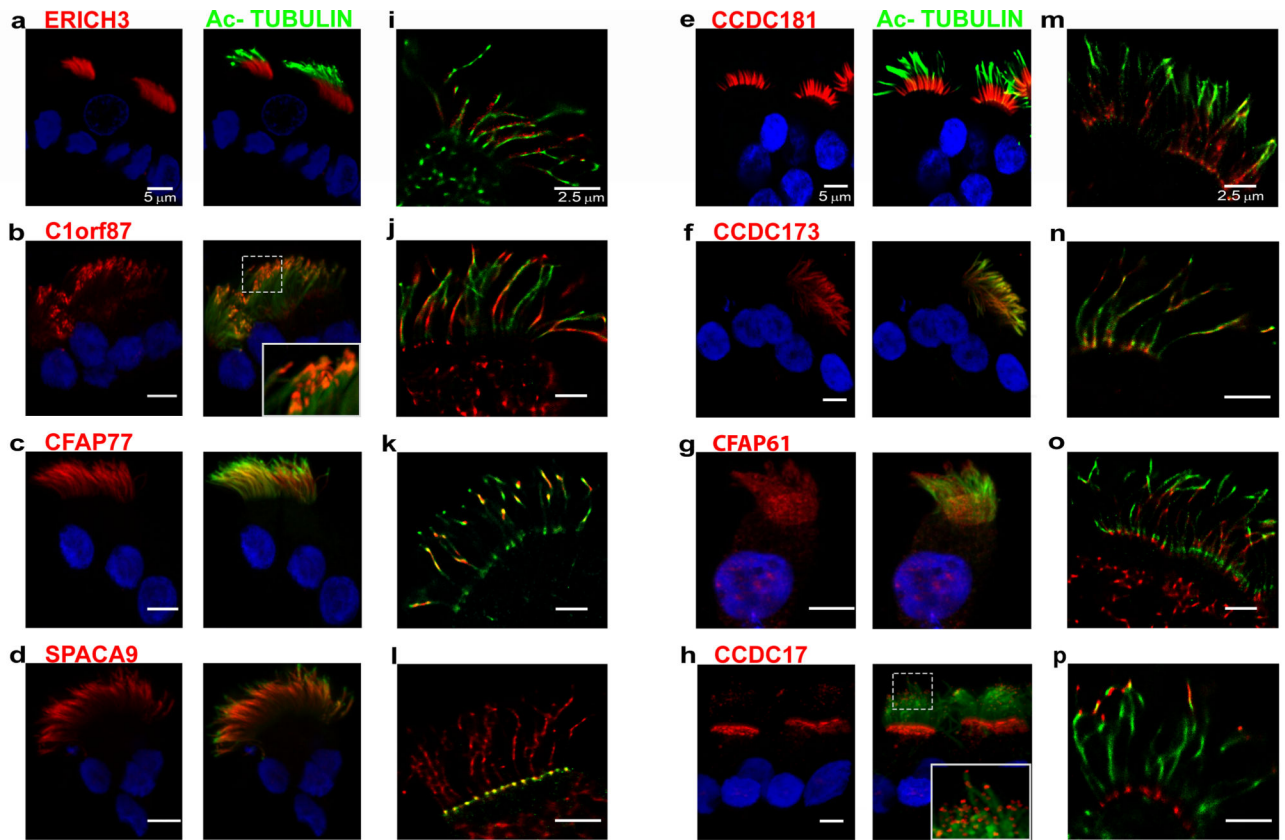 a ERICH3 Ac- TUBULIN i e CCDC181 Ac- TUBULIN m
5 μm 2.5 μm 5 μm 2.5 μm
b C1orf87 j f CCDC173 n
c CFAP77 k g CFAP61 o
d SPACA9 l h CCDC17 p